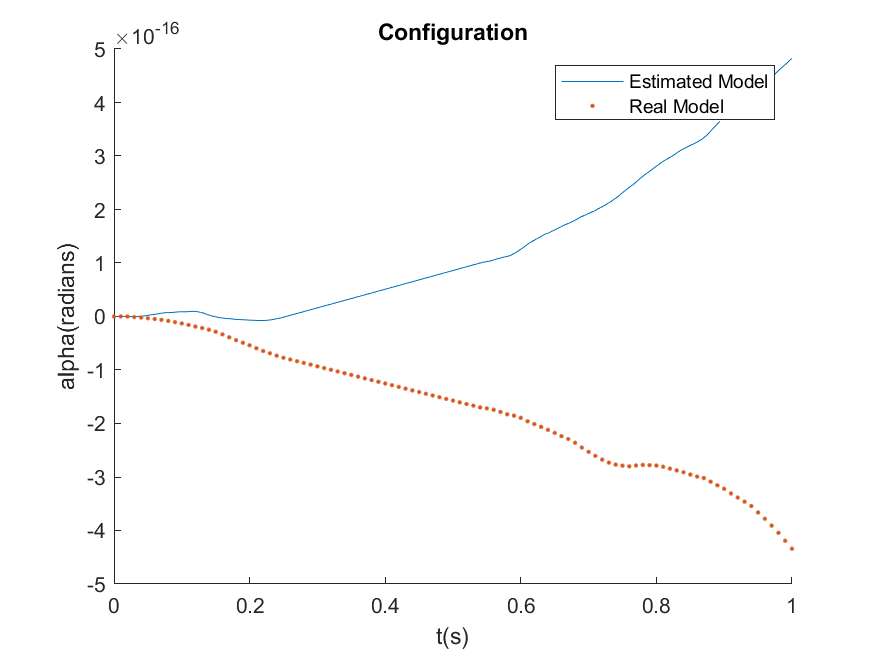 Configuration
×10-16
5
4
3
2
1
0
-1
-2
-3
-4
-5
alpha(radians)
Estimated Model
Real Model
0 0.2 0.4 0.6 0.8 1
t(s)